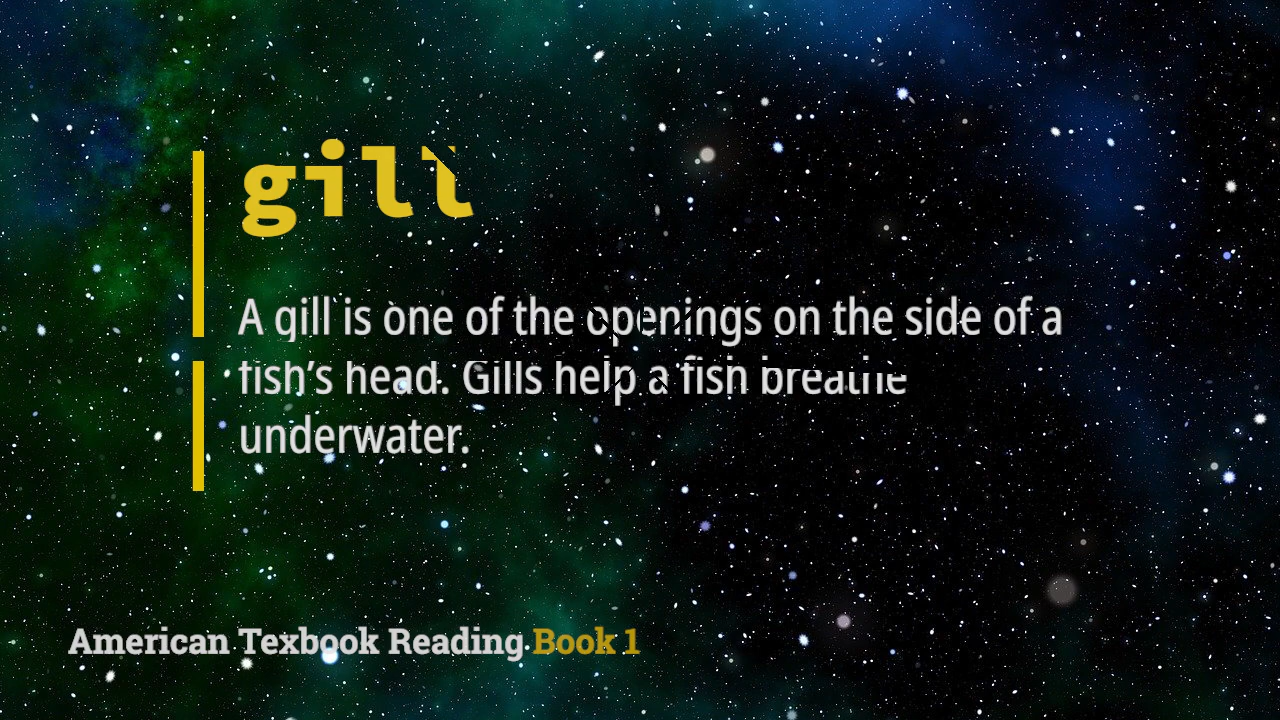 gill
A gill is one of the openings on the side of a
fish’s head. Gills help a fish breathe
underwater.
American Texbook Reading Book 1